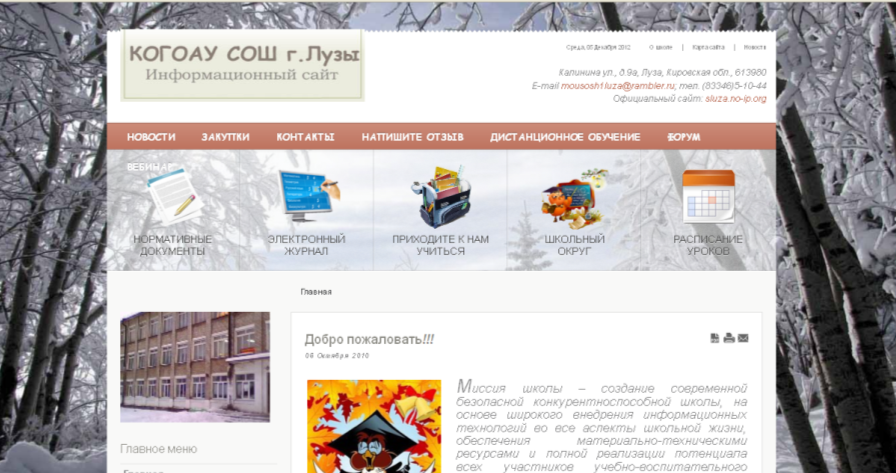 КОГОАУ СОШ г.Лузы
Информационный сайт
Среда, 05 Декабря 2012 О школе | Карта сайта | Новости
Калинина ул., д.9а, Луза, Кировская обл., 613980
E-mail mousosh1luza@rambler.ru; тел. (83346)5-10-44
Официальный сайт: sluza.no-ip.org
НОВОСТИ ЗАКУПКИ КОНТАКТЫ НАПИШИТЕ ОТЗЫВ ДИСТАНЦИОННОЕ ОБУЧЕНИЕ ФОРУМ
ВЕБИНАР
НОРМАТИВНЫЕ
ДОКУМЕНТЫ
ЭЛЕКТРОННЫЙ
ЖУРНАЛ
ПРИХОДИТЕ К НАМ
УЧИТЬСЯ
ШКОЛЬНЫЙ
ОКРУГ
РАСПИСАНИЕ
УРОКОВ
Главная
Добро пожаловать!!!
06 Октября 2010
Миссия школы – создание современной
безопасной конкурентноспособной школы, на
основе широкого внедрения информационных
технологий во все аспекты школьной жизни,
обеспечения материально-техническими
ресурсами и полной реализации потенциала
всех участников учебно-воспитательного
Главное меню
Главная